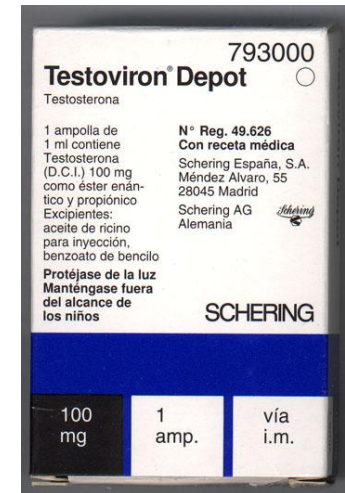 793000
Testoviron® Depot
Testosterona
1 ampolla de
1 ml contiene
Testosterona
(D.C.I.) 100 mg
como éster enán-
tico y propiónico
Excipientes:
aceite de ricino
para inyección,
benzoato de bencilo
Protéjase de la luz
Manténgase fuera
del alcance de
los niños
N° Reg. 49.626
Con receta médica
Schering España, S.A.
Méndez Alvaro, 55
28045 Madrid
Schering AG
Alemania
Schering
SCHERING
100
mg
1
amp.
vía
i.m.